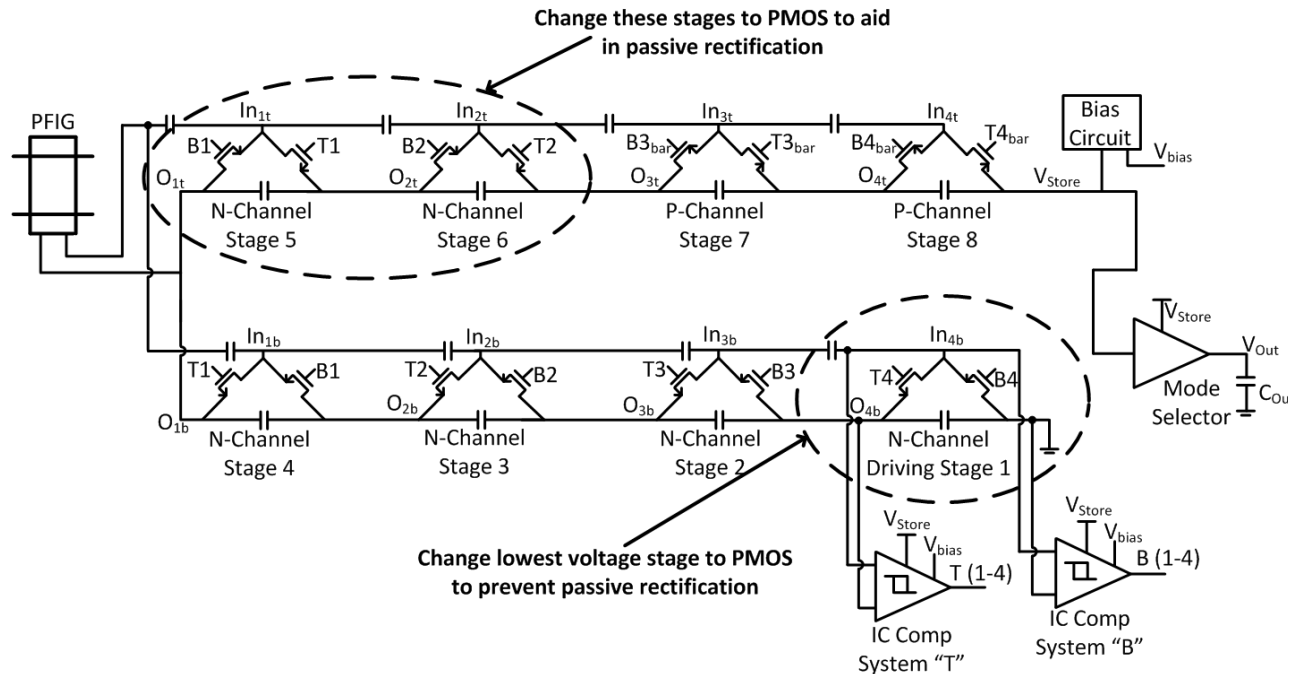 Change these stages to PMOS to aid
in passive rectification
PFIG
In1t
In2t
In3t
In4t
Bias
Circuit
B1
T1
B2
T2
B3bar
T3bar
B4bar
T4bar
Vbias
O1t
O2t
O3t
O4t
VStore
N-Channel
Stage 5
N-Channel
Stage 6
P-Channel
Stage 7
P-Channel
Stage 8
VStore
VOut
Mode
Selector
COu
In1b
In2b
In3b
In4b
T1
B1
T2
B2
T3
B3
T4
B4
O1b
O2b
O3b
O4b
N-Channel
Stage 4
N-Channel
Stage 3
N-Channel
Stage 2
N-Channel
Driving Stage 1
Change lowest voltage stage to PMOS
to prevent passive rectification
VStore
Vbias
T (1-4)
IC Comp
System “T”
VStore
Vbias
B (1-4)
IC Comp
System “B”